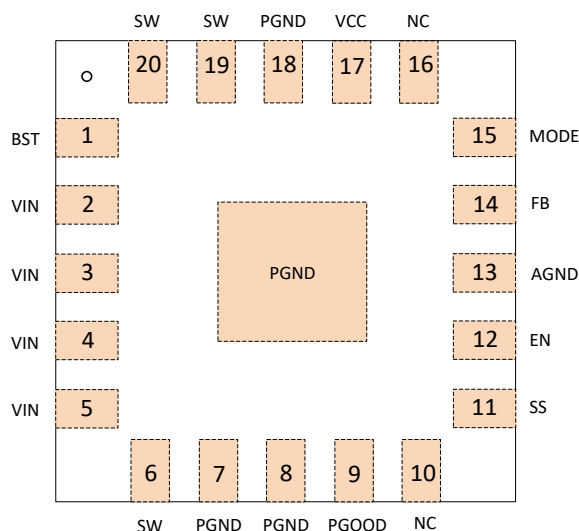 SW SW PGND VCC NC
20 19 18 17 16
BST 1 15 MODE
VIN 2 14 FB
VIN 3 PGND 13 AGND
VIN 4 12 EN
VIN 5 11 SS
6 7 8 9 10
SW PGND PGND PGOOD NC